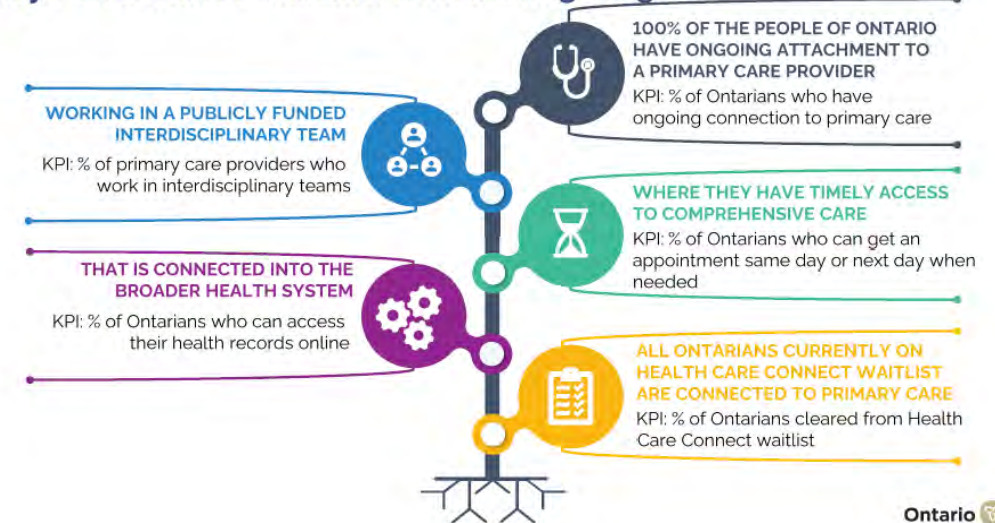 100% OF THE PEOPLE OF ONTARIO
HAVE ONGOING ATTACHMENT TO
A PRIMARY CARE PROVIDER
KPI: % of Ontarians who have
ongoing connection to primary care
WORKING IN A PUBLICLY FUNDED
INTERDISCIPLINARY TEAM
KPI: % of primary care providers who
work in interdisciplinary teams
WHERE THEY HAVE TIMELY ACCESS
TO COMPREHENSIVE CARE
KPI: % of Ontarians who can get an
appointment same day or next day when
needed
THAT IS CONNECTED INTO THE
BROADER HEALTH SYSTEM
KPI: % of Ontarians who can access
their health records online
ALL ONTARIANS CURRENTLY ON
HEALTH CARE CONNECT WAITLIST
ARE CONNECTED TO PRIMARY CARE
KPI: % of Ontarians cleared from Health
Care Connect waitlist
Ontario